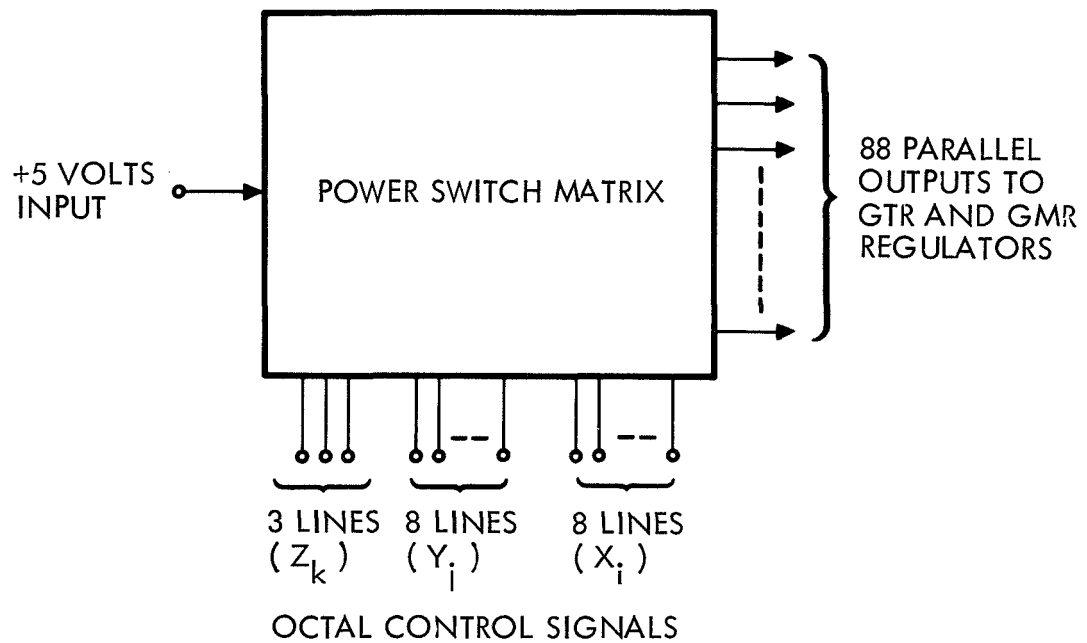 +5 VOLTS
INPUT
POWER SWITCH MATRIX
88 PARALLEL
OUTPUTS TO
GTR AND GMR
REGULATORS
3 LINES
( Z_k )
8 LINES
( Y_j )
8 LINES
( X_i )
OCTAL CONTROL SIGNALS